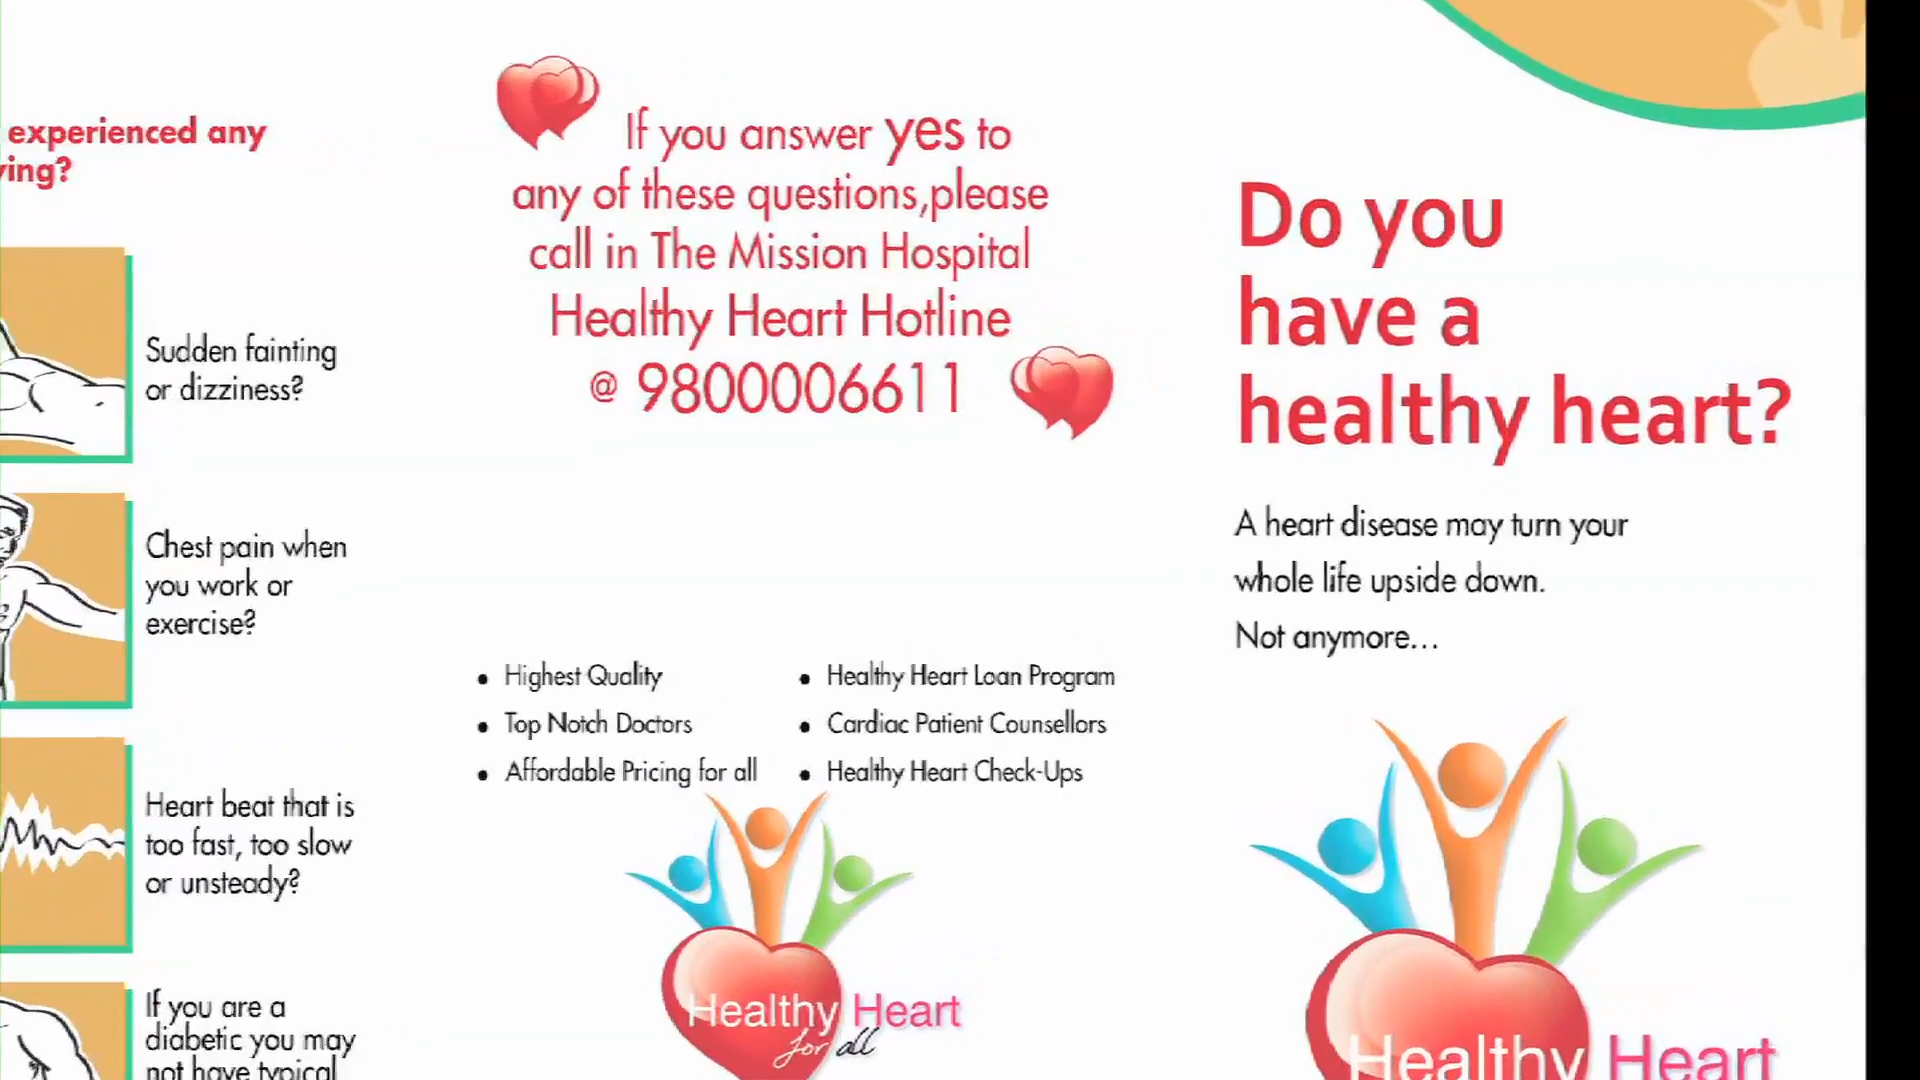 experienced any
ving?
Sudden fainting
or dizziness?
Chest pain when
you work or
exercise?
Heart beat that is
too fast, too slow
or unsteady?
If you are a
diabetic you may
not have typical
If you answer yes to
any of these questions,please
call in The Mission Hospital
Healthy Heart Hotline
@ 9800006611
• Highest Quality
• Top Notch Doctors
• Affordable Pricing for all
• Healthy Heart Loan Program
• Cardiac Patient Counsellors
• Healthy Heart Check-Ups
Healthy Heart
for all
Do you
have a
healthy heart?
A heart disease may turn your
whole life upside down.
Not anymore...
Healthy Heart